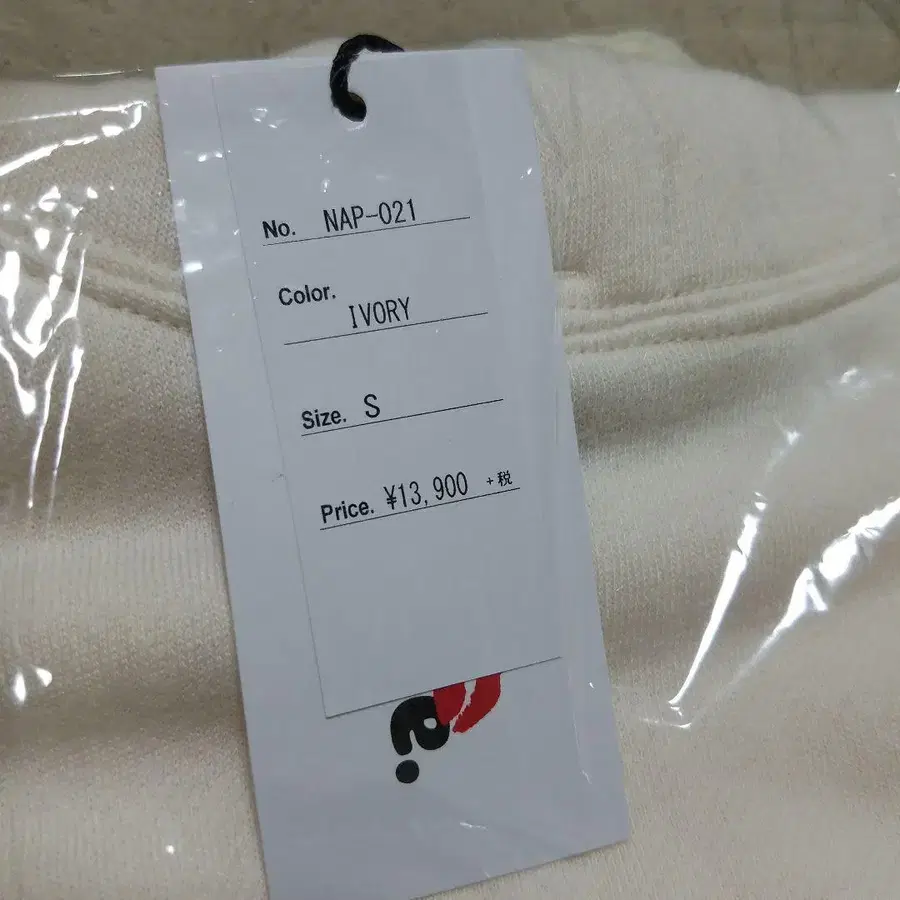 No. NAP-021
Color.
IVORY
Size. S
Price. ¥13,900 +税